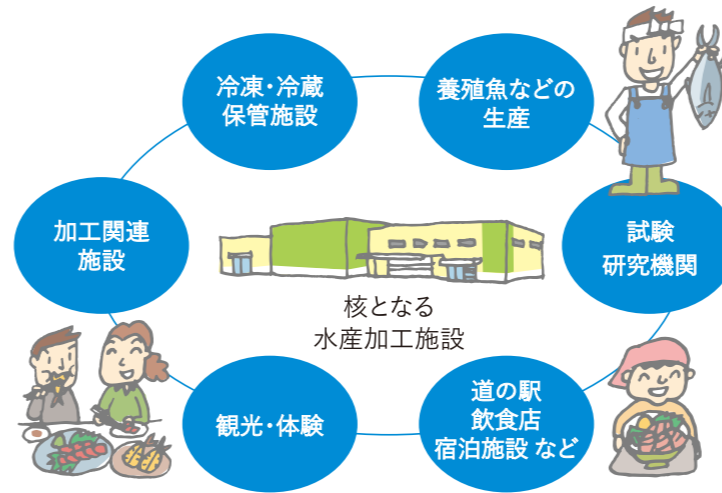 冷凍・冷蔵
保管施設
養殖魚などの
生産
加工関連
施設
試験
研究機関
核となる
水産加工施設
観光・体験
道の駅
飲食店
宿泊施設 など